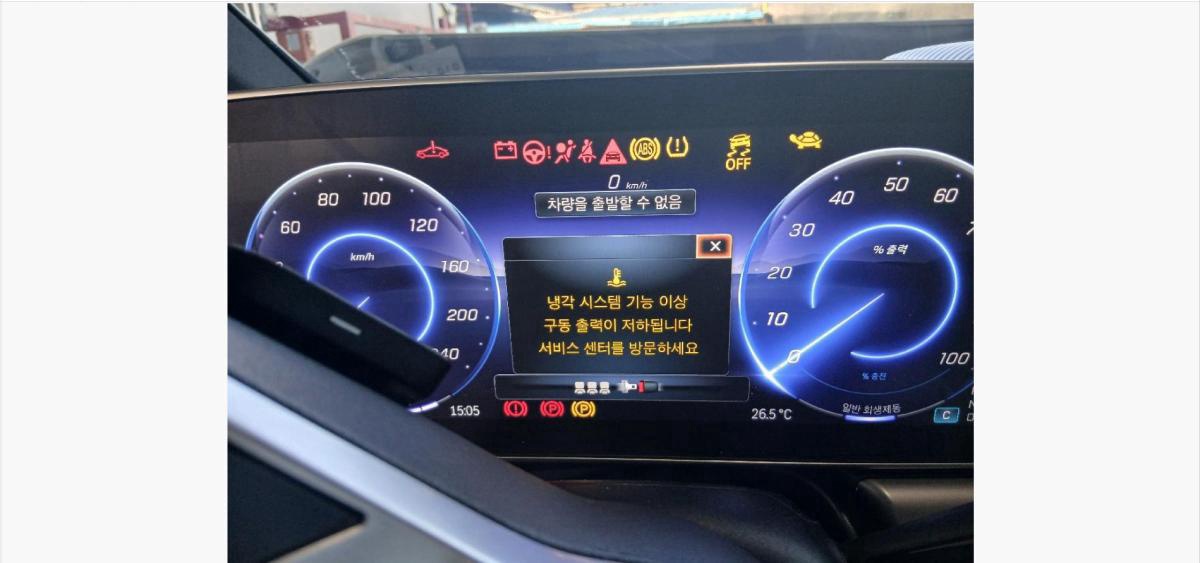 ABS
OFF
0 km/h
차량을 출발할 수 없음
60
80
100
120
160
200
km/h
냉각 시스템 기능 이상
구동 출력이 저하됩니다
서비스 센터를 방문하세요
0
10
20
30
40
50
60
100
% 출력
% 충전
일반 회생제동
15:05
P
P
26.5 °C
C